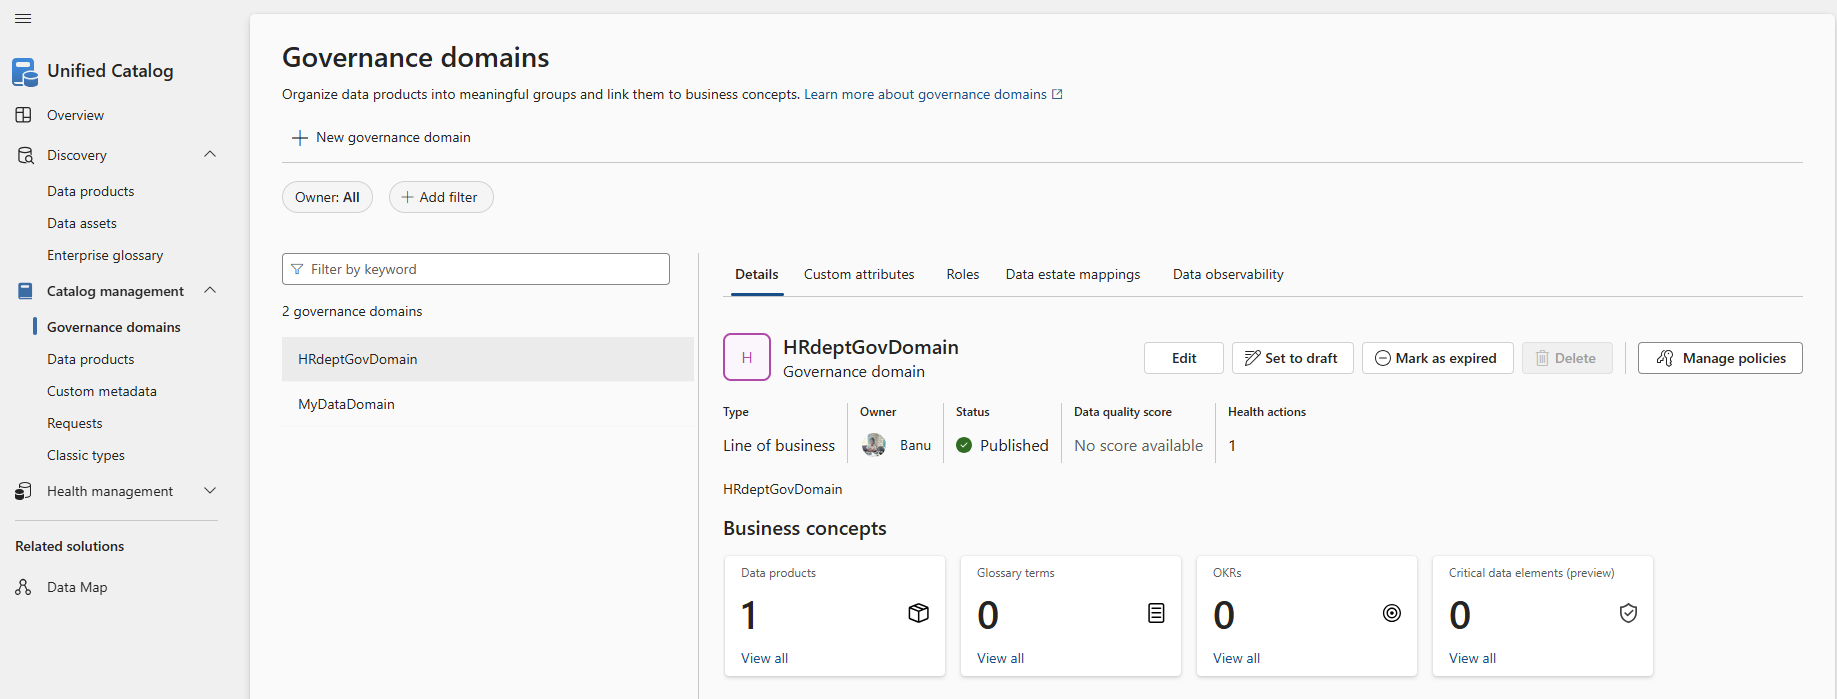 Unified Catalog
Overview
Discovery
Data products
Data assets
Enterprise glossary
Catalog management
Governance domains
Data products
Custom metadata
Requests
Classic types
Health management
Related solutions
Data Map
Governance domains
Organize data products into meaningful groups and link them to business concepts. Learn more about governance domains
New governance domain
Owner: All
Add filter
Filter by keyword
2 governance domains
HRdeptGovDomain
MyDataDomain
Details Custom attributes Roles Data estate mappings Data observability
H
HRdeptGovDomain
Governance domain
Edit Set to draft Mark as expired Delete Manage policies
Type Owner Status Data quality score Health actions
Line of business Banu Published No score available 1
HRdeptGovDomain
Business concepts
Data products Glossary terms OKRs Critical data elements (preview)
1 0 0 0
View all View all View all View all